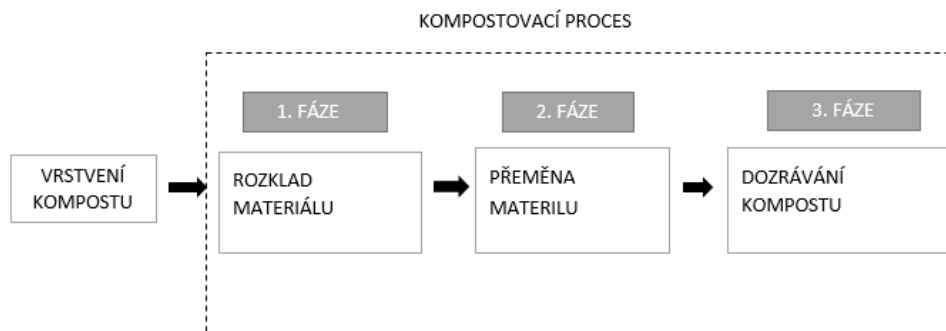 KOMPOSTOVACÍ PROCES
1. FÁZE
2. FÁZE
3. FÁZE
VRSTVENÍ
KOMPOSTU
ROZKLAD
MATERIÁLU
PŘEMĚNA
MATERILU
DOZRÁVÁNÍ
KOMPOSTU